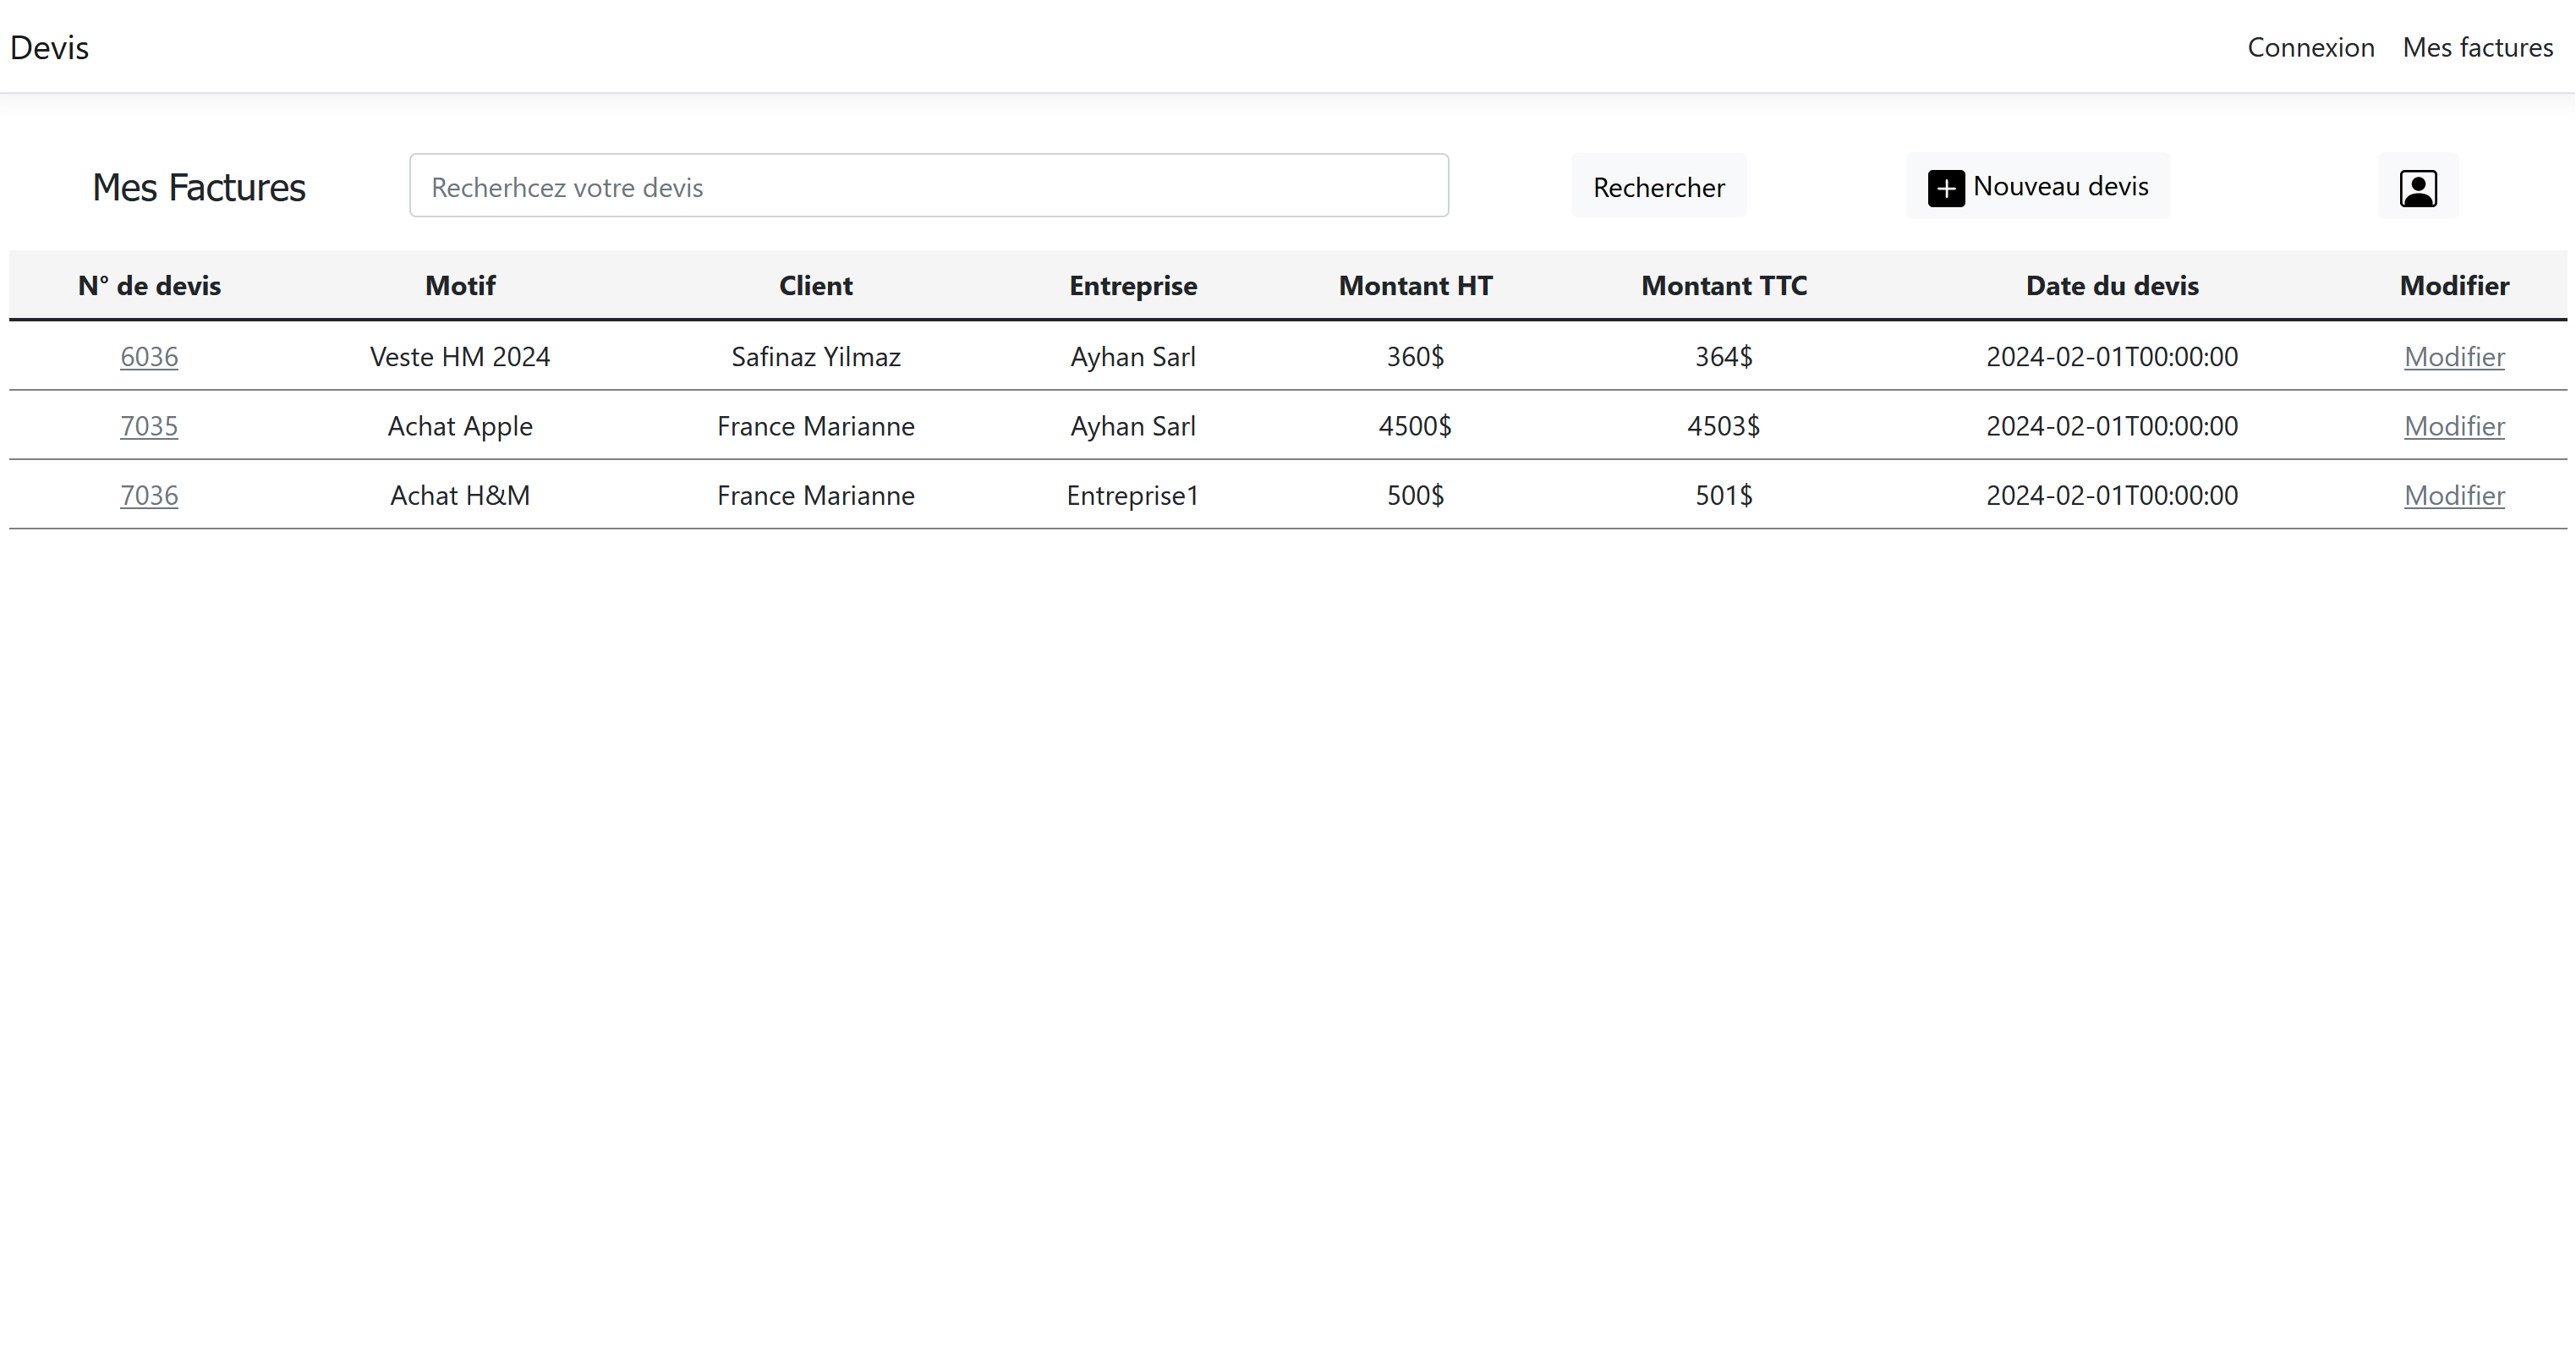 Devis Connexion Mes factures
Mes Factures Recherhcez votre devis Rechercher Nouveau devis
N° de devis Motif Client Entreprise Montant HT Montant TTC Date du devis Modifier
6036 Veste HM 2024 Safinaz Yilmaz Ayhan Sarl 360$ 364$ 2024-02-01T00:00:00 Modifier
7035 Achat Apple France Marianne Ayhan Sarl 4500$ 4503$ 2024-02-01T00:00:00 Modifier
7036 Achat H&M France Marianne Entreprise1 500$ 501$ 2024-02-01T00:00:00 Modifier